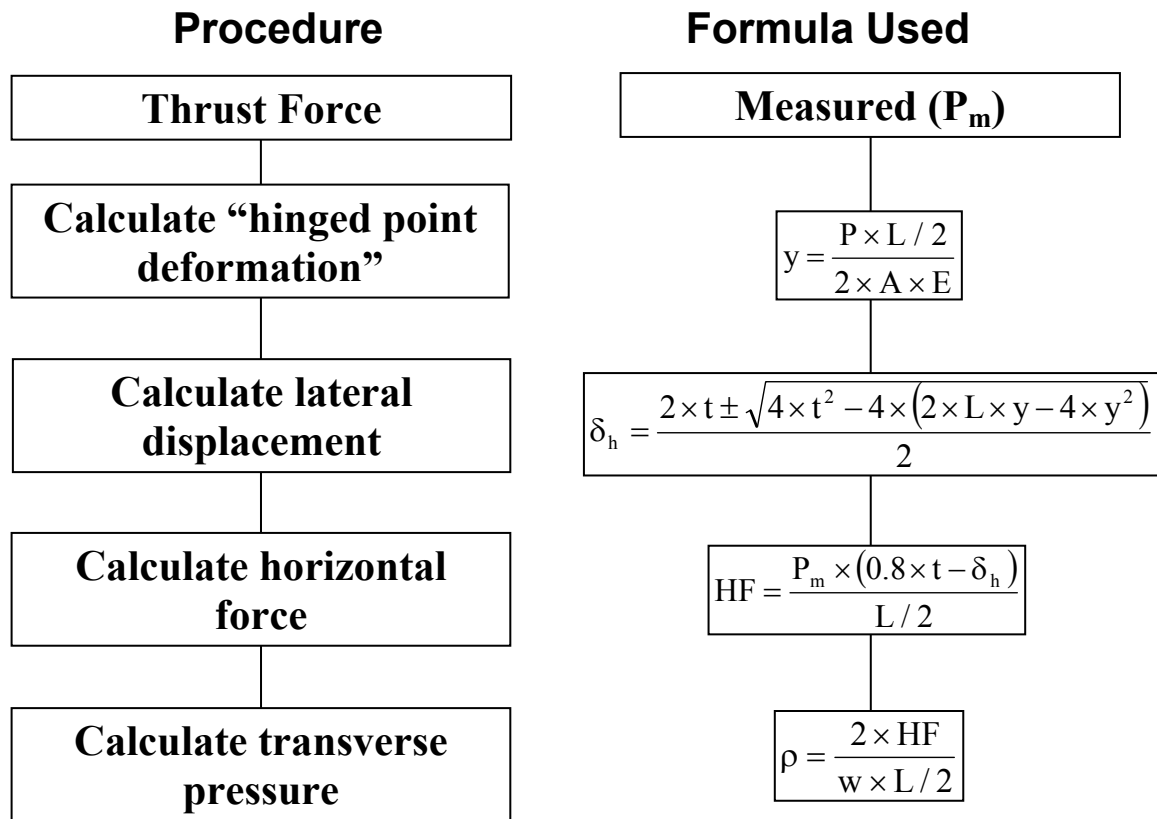 Procedure
Formula Used
Thrust Force
Measured (Pₘ)
Calculate “hinged point
deformation”
y = (P × L / 2) / (2 × A × E)
Calculate lateral
displacement
δₕ = (2 × t ± √(4 × t² − 4 × (2 × L × y − 4 × y²))) / 2
Calculate horizontal
force
HF = (Pₘ × (0.8 × t − δₕ)) / (L / 2)
Calculate transverse
pressure
ρ = (2 × HF) / (w × L / 2)